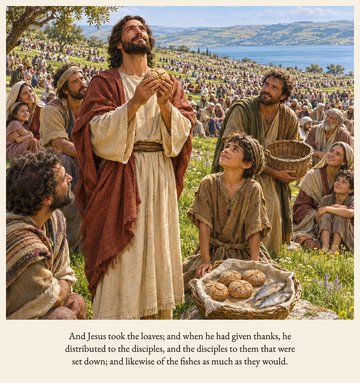 And Jesus took the loaves; and when he had given thanks, he
distributed to the disciples, and the disciples to them that were
set down; and likewise of the fishes as much as they would.